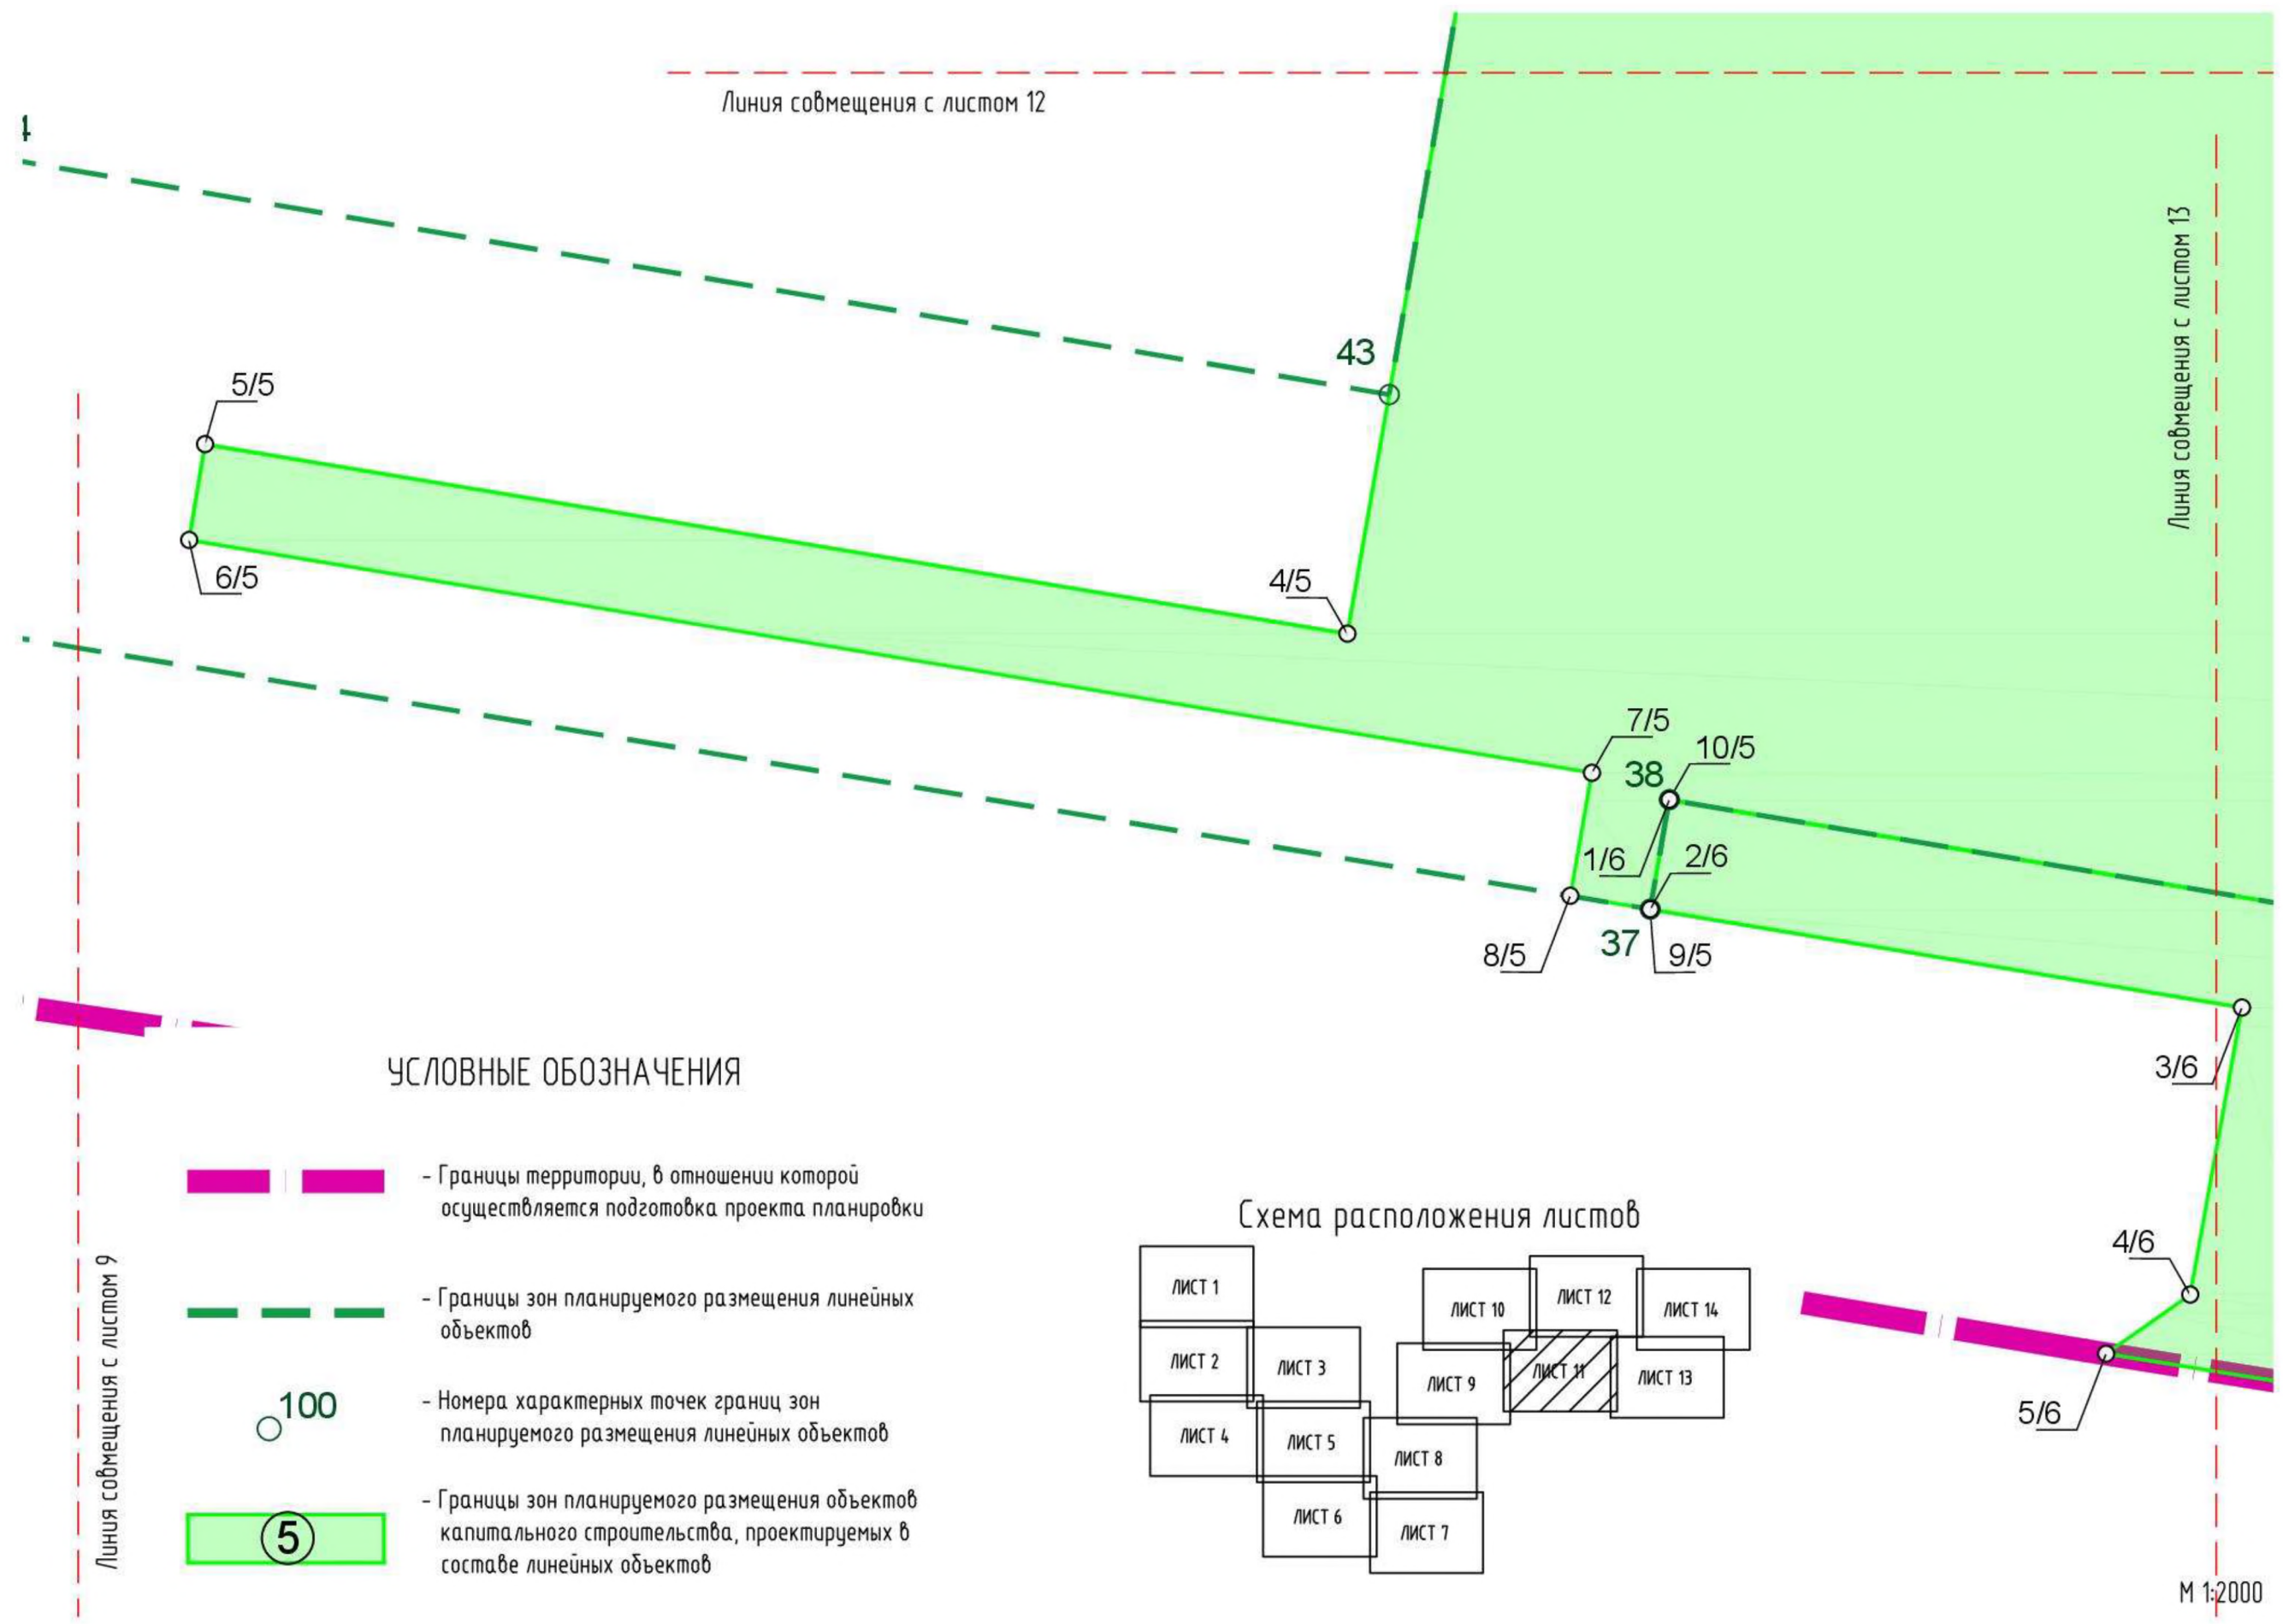 Линия совмещения с листом 12
Линия совмещения с листом 13
43
5/5
6/5
4/5
7/5
10/5
38
1/6
2/6
8/5
37
9/5
3/6
4/6
5/6
УСЛОВНЫЕ ОБОЗНАЧЕНИЯ
- Границы территории, в отношении которой
осуществляется подготовка проекта планировки
- Границы зон планируемого размещения линейных
объектов
100
- Номера характерных точек границ зон
планируемого размещения линейных объектов
5
- Границы зон планируемого размещения объектов
капитального строительства, проектируемых в
составе линейных объектов
Линия совмещения с листом 9
Схема расположения листов
ЛИСТ 1
ЛИСТ 2
ЛИСТ 3
ЛИСТ 4
ЛИСТ 5
ЛИСТ 6
ЛИСТ 7
ЛИСТ 8
ЛИСТ 9
ЛИСТ 10
ЛИСТ 11
ЛИСТ 12
ЛИСТ 13
ЛИСТ 14
М 1:2000